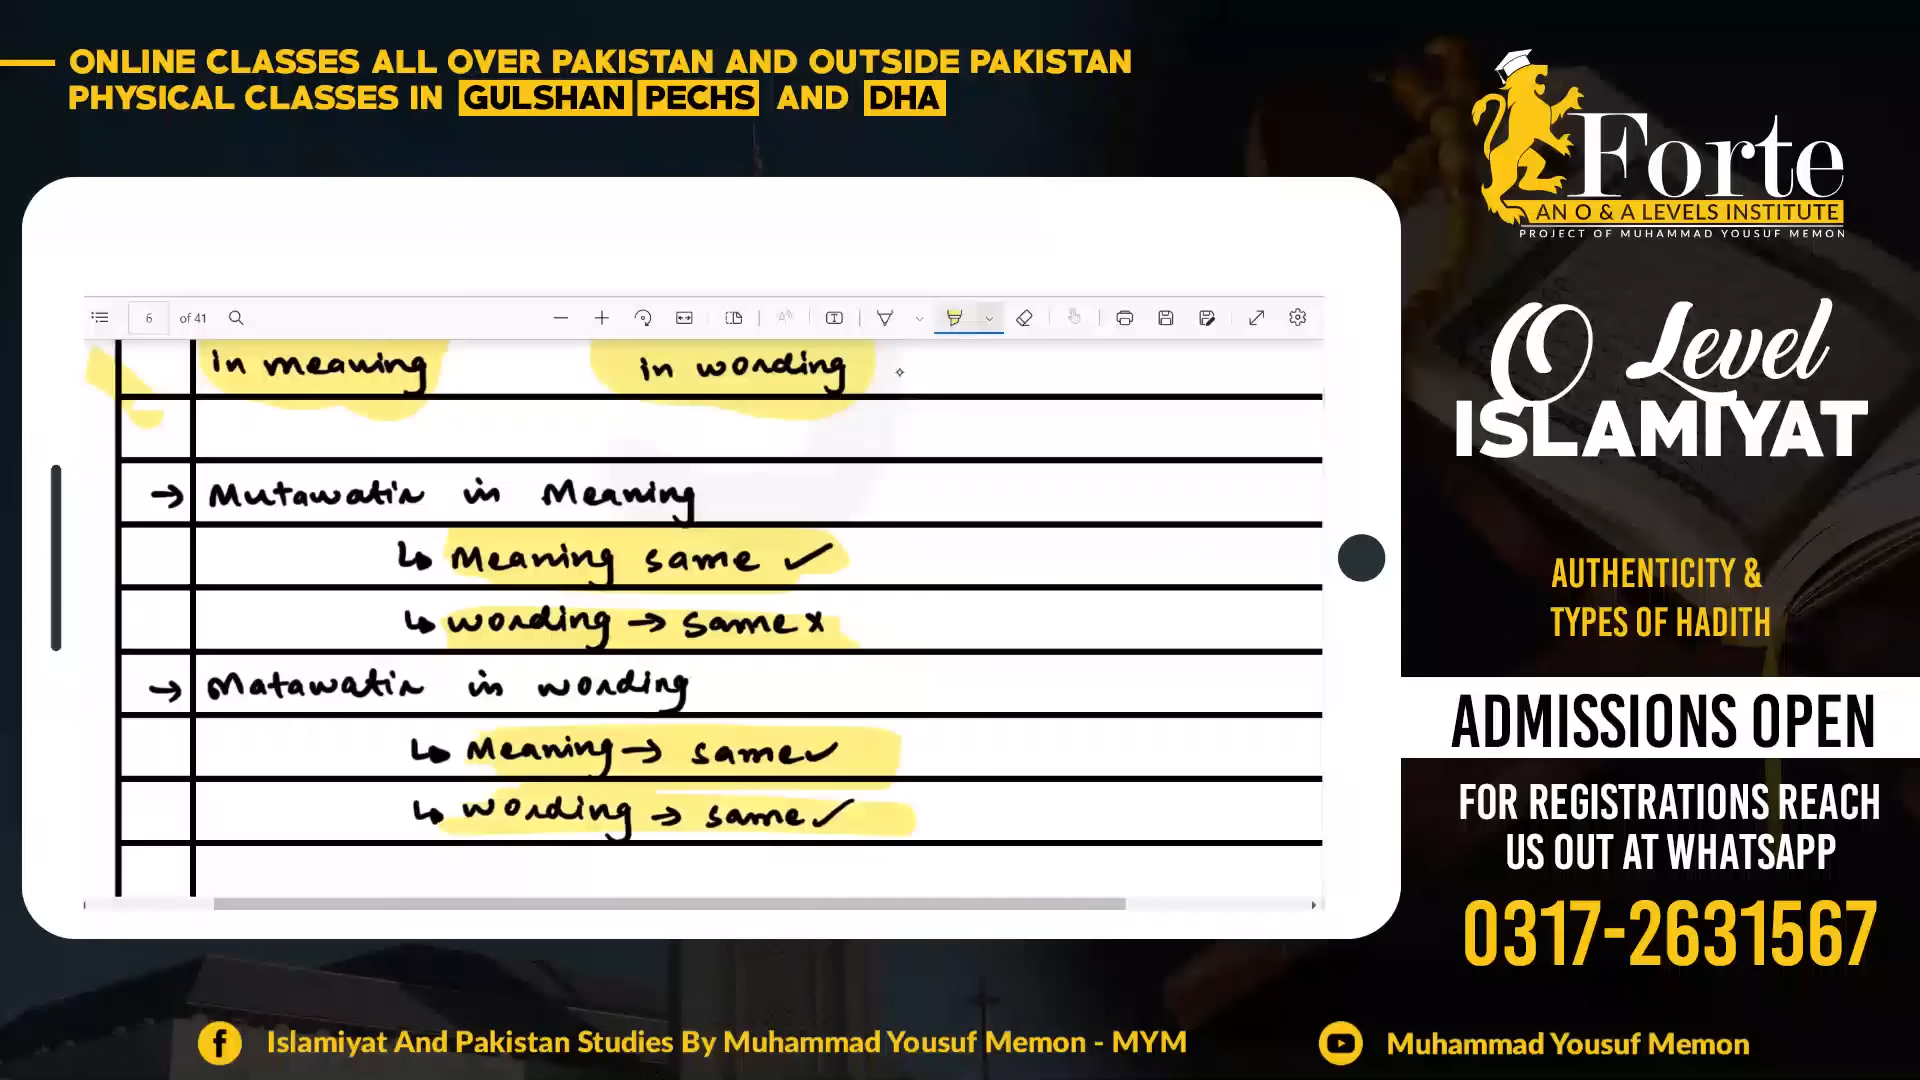 ONLINE CLASSES ALL OVER PAKISTAN AND OUTSIDE PAKISTAN
PHYSICAL CLASSES IN GULSHAN PECHS AND DHA
Forte
AN O & A LEVELS INSTITUTE
PROJECT OF MUHAMMAD YOUSUF MEMON
6 of 41
in meaning in wording
→ Mutawatir in Meaning
↳ Meaning same ✓
↳ wording → same x
→ Matawatir in wording
↳ Meaning → same ✓
↳ wording → same ✓
O Level
ISLAMIYAT
AUTHENTICITY &
TYPES OF HADITH
ADMISSIONS OPEN
FOR REGISTRATIONS REACH
US OUT AT WHATSAPP
0317-2631567
Islamiyat And Pakistan Studies By Muhammad Yousuf Memon - MYM
Muhammad Yousuf Memon